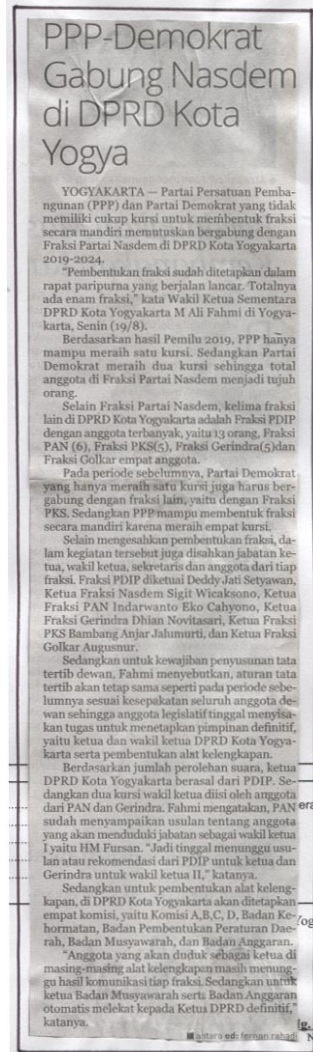 PPP-Demokrat
Gabung Nasdem
di DPRD Kota
Yogya
YOGYAKARTA — Partai Persatuan Pemba-
ngunan (PPP) dan Partai Demokrat yang tidak
memiliki cukup kursi untuk membentuk fraksi
secara mandiri memutuskan bergabung dengan
Fraksi Partai Nasdem di DPRD Kota Yogyakarta
2019-2024.
“Pembentukan fraksi sudah ditetapkan dalam
rapat paripurna yang berjalan lancar. Totalnya
ada enam fraksi,” kata Wakil Ketua Sementara
DPRD Kota Yogyakarta M Ali Fahmi di Yogya-
karta, Senin (19/8).
Berdasarkan hasil Pemilu 2019, PPP hanya
mampu meraih satu kursi. Sedangkan Partai
Demokrat meraih dua kursi sehingga total
anggota di Fraksi Partai Nasdem menjadi tujuh
orang.
Selain Fraksi Partai Nasdem, kelima fraksi
lain di DPRD Kota Yogyakarta adalah Fraksi PDIP
dengan anggota terbanyak, yaitu 13 orang, Fraksi
PAN (6), Fraksi PKS(5), Fraksi Gerindra(5)dan
Fraksi Golkar empat anggota.
Pada periode sebelumnya, Partai Demokrat
yang hanya meraih satu kursi juga harus ber-
gabung dengan fraksi lain, yaitu dengan Fraksi
PKS. Sedangkan PPP mampu membentuk fraksi
secara mandiri karena meraih empat kursi.
Selain mengesahkan pembentukan fraksi, da-
lam kegiatan tersebut juga disahkan jabatan ke-
tua, wakil ketua, sekretaris dan anggota dari tiap
fraksi. Fraksi PDIP diketuai Deddy Jati Setyawan,
Ketua Fraksi Nasdem Sigit Wicaksono, Ketua
Fraksi PAN Indarwanto Eko Cahyono, Ketua
Fraksi Gerindra Dhian Novitasari, Ketua Fraksi
PKS Bambang Anjar Jalumurti, dan Ketua Fraksi
Golkar Augusnur.
Sedangkan untuk kewajiban penyusunan tata
tertib dewan, Fahmi menyebutkan, aturan tata
tertib akan tetap sama seperti pada periode sebe-
lumnya sesuai kesepakatan seluruh anggota de-
wan sehingga anggota legislatif tinggal menyisa-
kan tugas untuk menetapkan pimpinan definitif,
yaitu ketua dan wakil ketua DPRD Kota Yogya-
karta serta pembentukan alat kelengkapan.
Berdasarkan jumlah perolehan suara, ketua
DPRD Kota Yogyakarta berasal dari PDIP. Se-
dangkan dua kursi wakil ketua diisi oleh anggota
dari PAN dan Gerindra. Fahmi mengatakan, PAN
sudah menyampaikan usulan tentang anggota
yang akan menduduki jabatan sebagai wakil ketua
I yaitu HM Fursan. “Jadi tinggal menunggu usu-
lan atau rekomendasi dari PDIP untuk ketua dan
Gerindra untuk wakil ketua II,” katanya.
Sedangkan untuk pembentukan alat keleng-
kapan, di DPRD Kota Yogyakarta akan ditetapkan
empat komisi, yaitu Komisi A,B,C, D, Badan Ke-
hormatan, Badan Pembentukan Peraturan Dae-
rah, Badan Musyawarah, dan Badan Anggaran.
“Anggota yang akan duduk sebagai ketua di
masing-masing alat kelengkapan masih menung-
gu hasil komunikasi tiap fraksi. Sedangkan untuk
ketua Badan Musyawarah serta Badan Anggaran
otomatis melekat kepada Ketua DPRD definitif,”
katanya.
■ antara ed: fernan rahadi